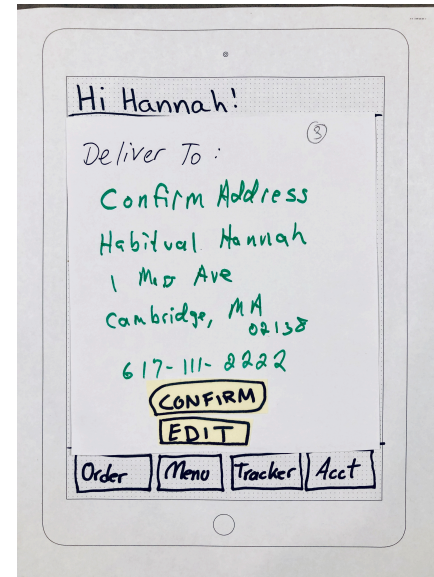 Hi Hannah!
3
Deliver To:
Confirm Address
Habitual Hannah
1 Ave
Cambridge, MA
02138
617-111-2222
CONFIRM
EDIT
Order Menu Tracker Acct